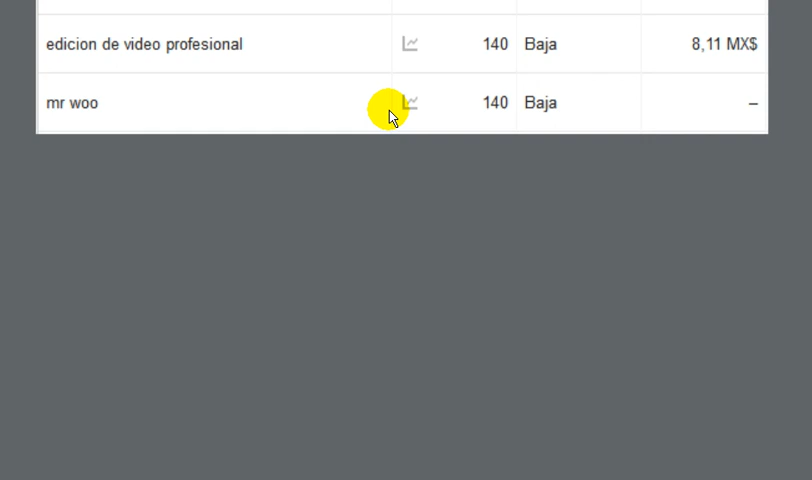 edicion de video profesional 140 Baja 8,11 MX$
mr woo 140 Baja –